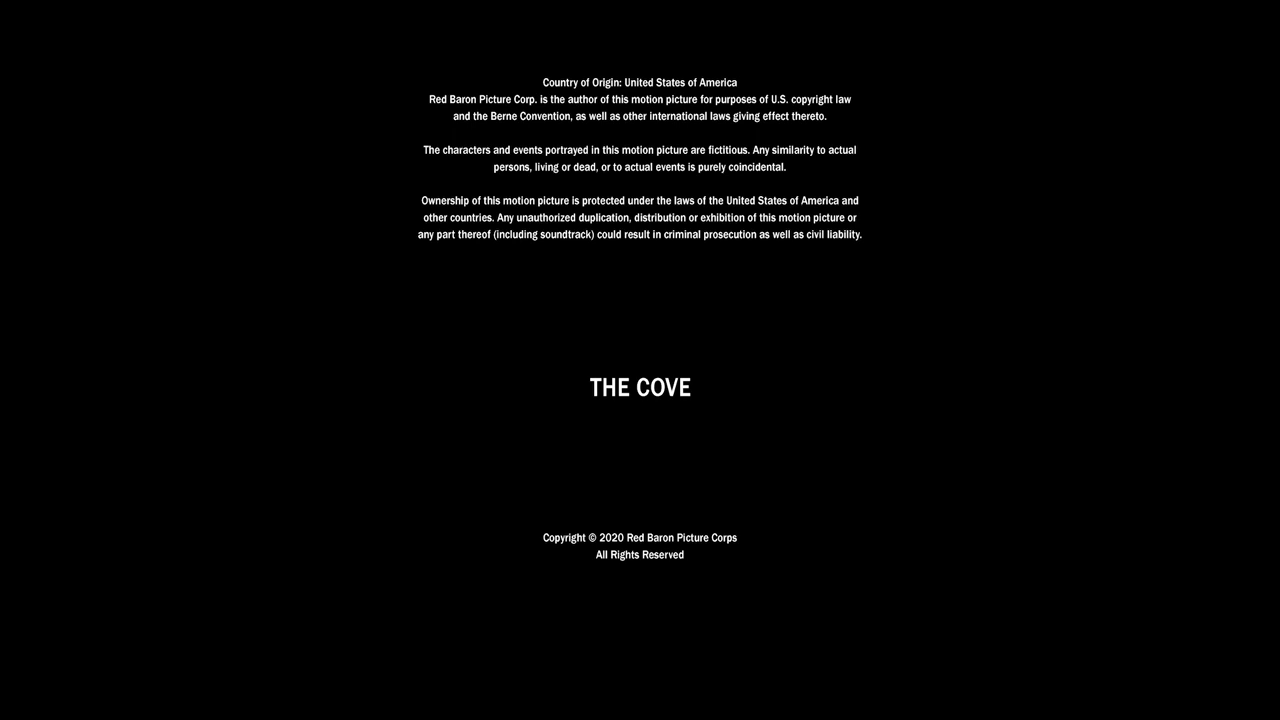 Country of Origin: United States of America
Red Baron Picture Corp. is the author of this motion picture for purposes of U.S. copyright law
and the Berne Convention, as well as other international laws giving effect thereto.
The characters and events portrayed in this motion picture are fictitious. Any similarity to actual
persons, living or dead, or to actual events is purely coincidental.
Ownership of this motion picture is protected under the laws of the United States of America and
other countries. Any unauthorized duplication, distribution or exhibition of this motion picture or
any part thereof (including soundtrack) could result in criminal prosecution as well as civil liability.
THE COVE
Copyright © 2020 Red Baron Picture Corps
All Rights Reserved